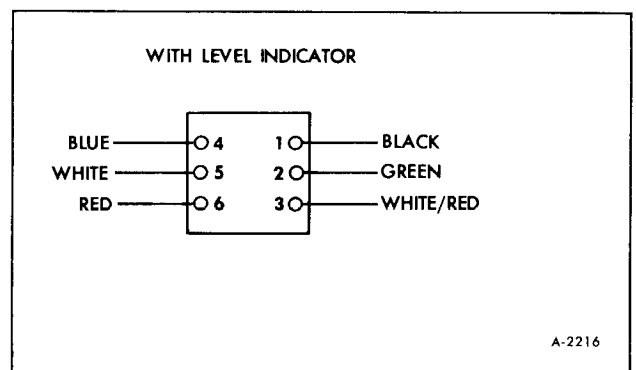 WITH LEVEL INDICATOR
BLUE 4 1 BLACK
WHITE 5 2 GREEN
RED 6 3 WHITE/RED
A-2216